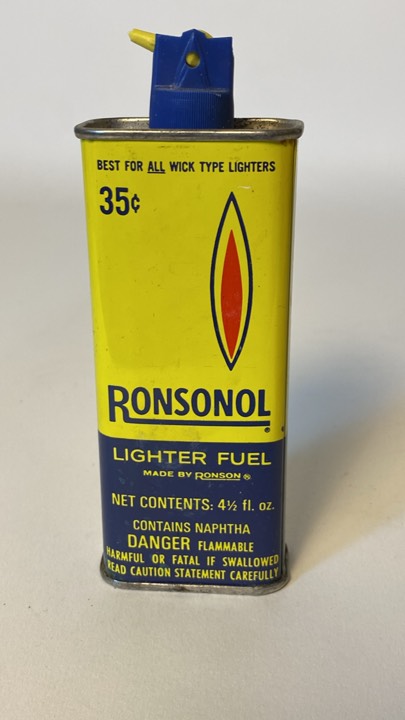 BEST FOR ALL WICK TYPE LIGHTERS
35¢
RONSONOL®
LIGHTER FUEL
MADE BY RONSON ®
NET CONTENTS: 4½ fl. oz.
CONTAINS NAPHTHA
DANGER FLAMMABLE
HARMFUL OR FATAL IF SWALLOWED
READ CAUTION STATEMENT CAREFULLY